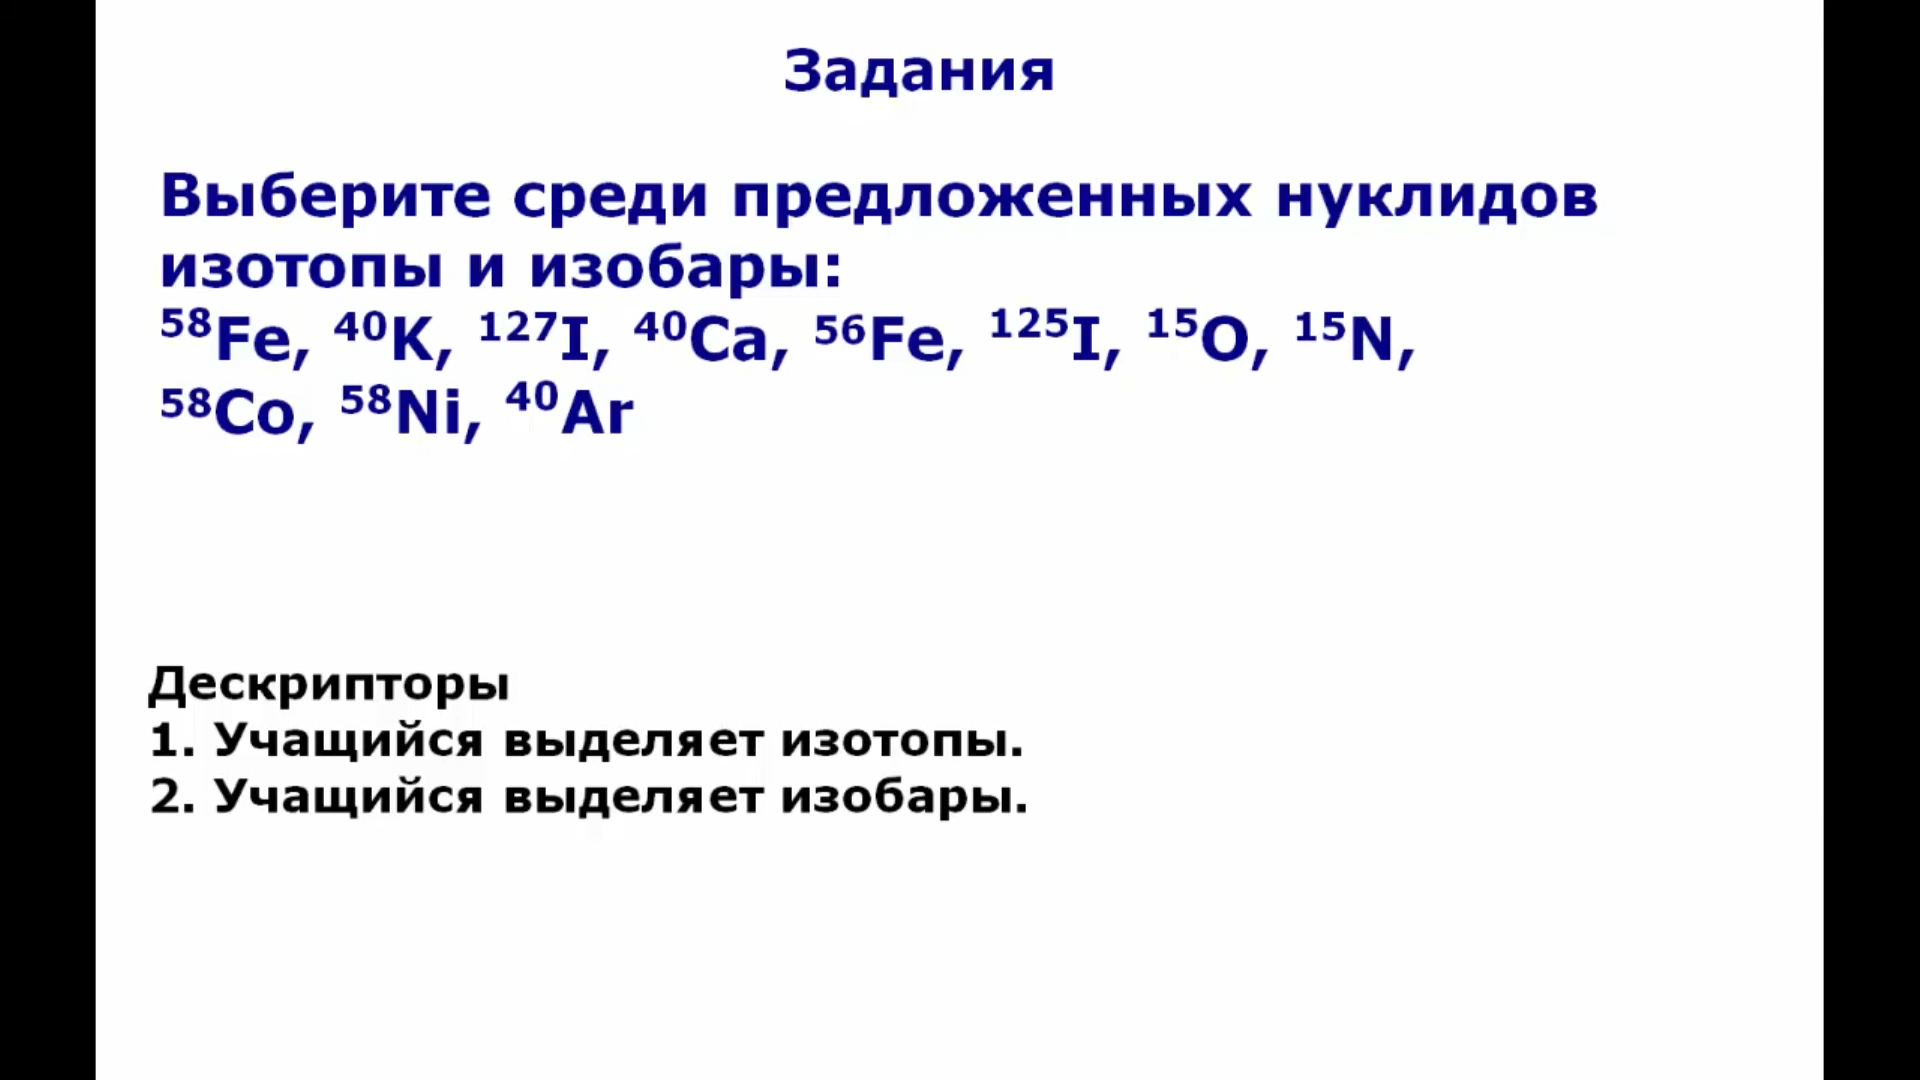 Задания
Выберите среди предложенных нуклидов
изотопы и изобары:
⁵⁸Fe, ⁴⁰K, ¹²⁷I, ⁴⁰Ca, ⁵⁶Fe, ¹²⁵I, ¹⁵O, ¹⁵N,
⁵⁸Co, ⁵⁸Ni, ⁴⁰Ar
Дескрипторы
1. Учащийся выделяет изотопы.
2. Учащийся выделяет изобары.